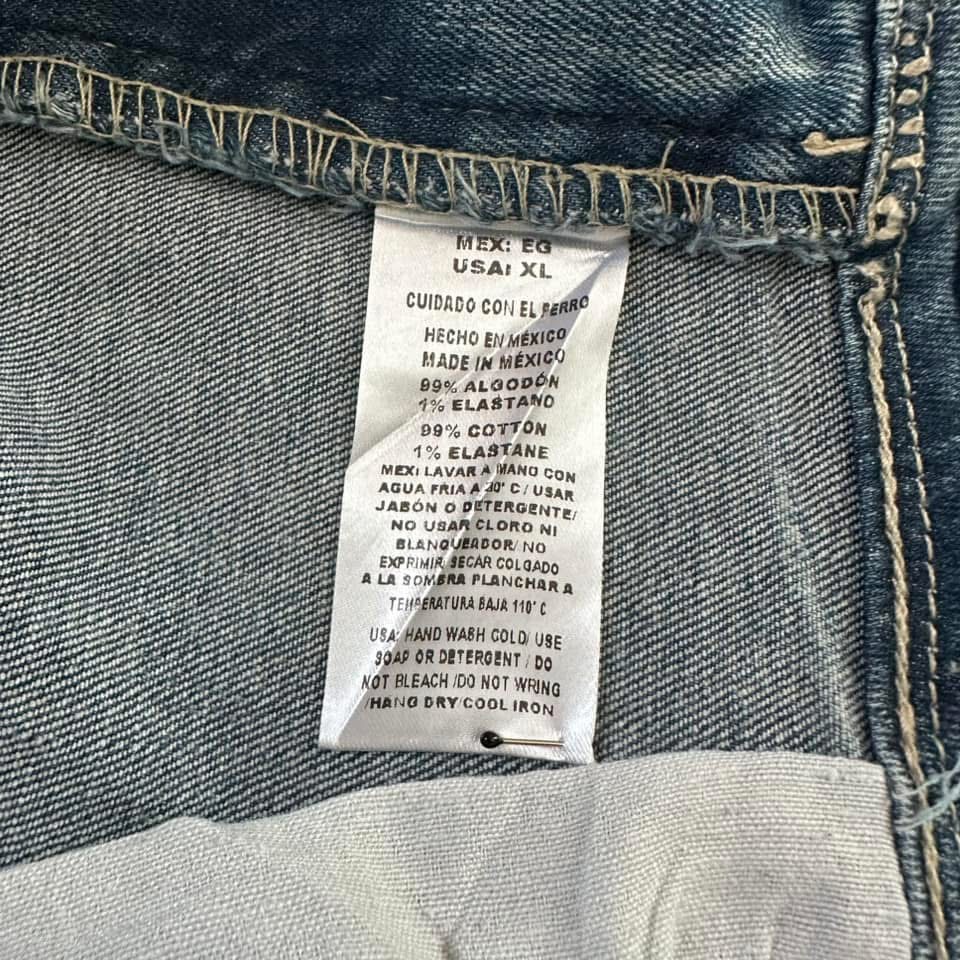 MEX: EG
USA: XL
CUIDADO CON EL PERRO
HECHO EN MÉXICO
MADE IN MÉXICO
99% ALGODÓN
1% ELASTANO
99% COTTON
1% ELASTANE
MEX: LAVAR A MANO CON
AGUA FRIA A 30° C / USAR
JABÓN O DETERGENTE/
NO USAR CLORO NI
BLANQUEADOR/ NO
EXPRIMIR/ SECAR COLGADO
A LA SOMBRA PLANCHAR A
TEMPERATURA BAJA 110° C
USA: HAND WASH COLD/ USE
SOAP OR DETERGENT / DO
NOT BLEACH /DO NOT WRING
/HANG DRY/COOL IRON